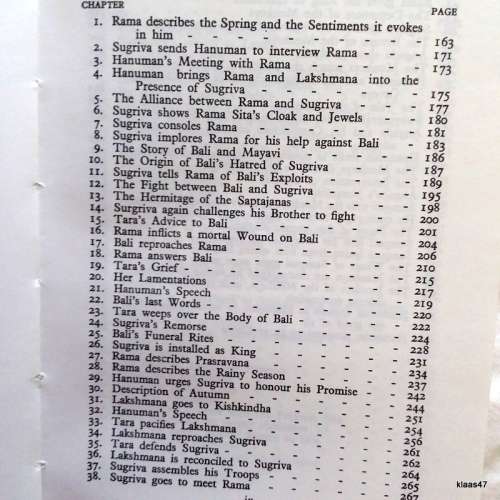 CHAPTER PAGE
1. Rama describes the Spring and the Sentiments it evokes
in him - - - - - - - - - 163
2. Sugriva sends Hanuman to interview Rama - - - 171
3. Hanuman's Meeting with Rama - - - - - 173
4. Hanuman brings Rama and Lakshmana into the
Presence of Sugriva - - - - - - 175
5. The Alliance between Rama and Sugriva - - - 177
6. Sugriva shows Rama Sita's Cloak and Jewels - - 180
7. Sugriva consoles Rama - - - - - - 181
8. Sugriva implores Rama for his help against Bali - - 183
9. The Story of Bali and Mayavi - - - - - 186
10. The Origin of Bali's Hatred of Sugriva - - - 187
11. Sugriva tells Rama of Bali's Exploits - - - - 189
12. The Fight between Bali and Sugriva - - - - 195
13. The Hermitage of the Saptajanas - - - - 198
14. Surgriva again challenges his Brother to fight - - 200
15. Tara's Advice to Bali - - - - - - 201
16. Rama inflicts a mortal Wound on Bali - - - 204
17. Bali reproaches Rama - - - - - - 206
18. Rama answers Bali - - - - - - 210
19. Tara's Grief - - - - - - - - 215
20. Her Lamentations - - - - - - 217
21. Hanuman's Speech - - - - - - 219
22. Bali's last Words - - - - - - - 220
23. Tara weeps over the Body of Bali - - - - 222
24. Sugriva's Remorse - - - - - - 224
25. Bali's Funeral Rites - - - - - - 228
26. Sugriva is installed as King - - - - - 231
27. Rama describes Prasravana - - - - - 234
28. Rama describes the Rainy Season - - - - 237
29. Hanuman urges Sugriva to honour his Promise - - 242
30. Description of Autumn - - - - - - 244
31. Lakshmana goes to Kishkindha - - - - 251
32. Hanuman's Speech - - - - - - 254
33. Tara pacifies Lakshmana - - - - - 256
34. Lakshmana reproaches Sugriva - - - - 261
35. Tara defends Sugriva - - - - - - 262
36. Lakshmana is reconciled to Sugriva - - - - 264
37. Sugriva assembles his Troops - - - - - 265
38. Sugriva goes to meet Rama - - - - - 267
klaas47